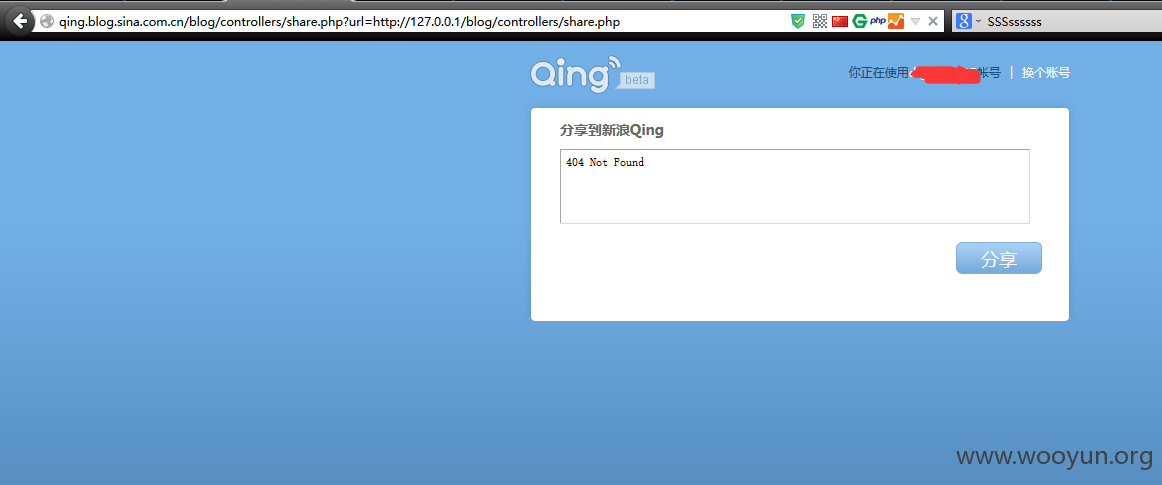 qing.blog.sina.com.cn/blog/controllers/share.php?url=http://127.0.0.1/blog/controllers/share.php
php
8
SSSssssss
Qing
beta
你正在使用
帐号 | 换个账号
分享到新浪Qing
404 Not Found
分享
www.wooyun.org